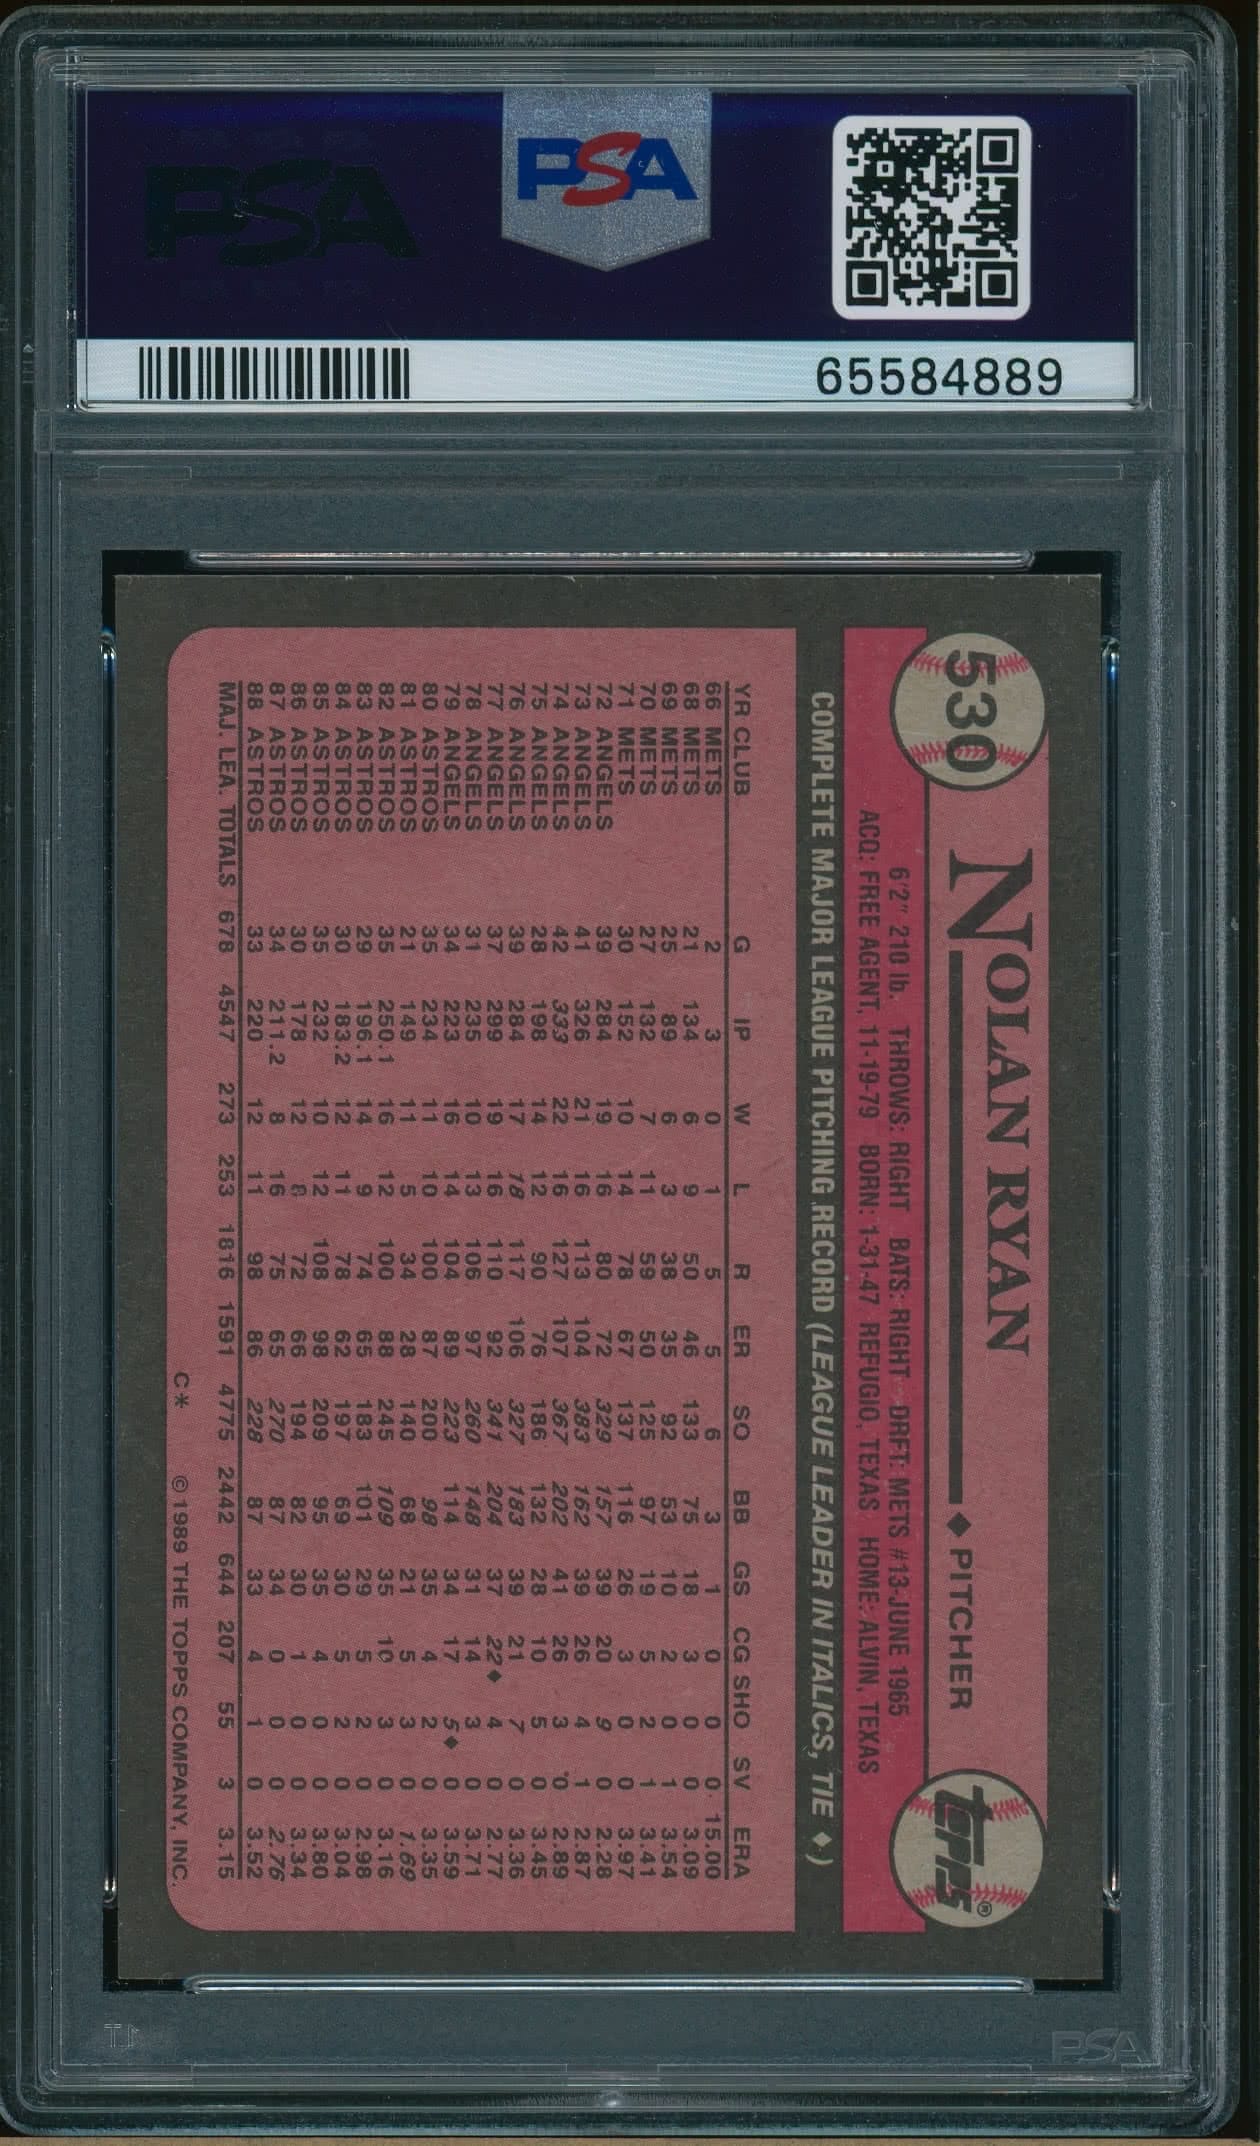 PSA
PSA
65584889
530
NOLAN RYAN
◆ PITCHER
topps®
6'2" 210 lb. THROWS: RIGHT BATS: RIGHT DRFT: METS #13-JUNE 1965
ACQ: FREE AGENT, 11-19-79 BORN: 1-31-47 REFUGIO, TEXAS HOME: ALVIN, TEXAS
COMPLETE MAJOR LEAGUE PITCHING RECORD (LEAGUE LEADER IN ITALICS, TIE ◆)
YR CLUB G IP W L R ER SO BB GS CG SHO SV ERA
66 METS 2 3 0 1 5 5 6 3 1 0 0 0 15.00
68 METS 21 134 6 9 50 46 133 75 18 3 0 0 3.09
69 METS 25 89 6 3 38 35 92 53 10 2 0 1 3.54
70 METS 27 132 7 11 59 50 125 97 19 5 2 1 3.41
71 METS 30 152 10 14 78 67 137 116 26 3 0 0 3.97
72 ANGELS 39 284 19 16 80 72 329 157 39 20 9 0 2.28
73 ANGELS 41 326 21 16 113 104 383 162 39 26 4 1 2.87
74 ANGELS 42 333 22 16 127 107 367 202 41 26 3 0 2.89
75 ANGELS 28 198 14 12 90 76 186 132 28 10 5 0 3.45
76 ANGELS 39 284 17 18 117 106 327 183 39 21 7 0 3.36
77 ANGELS 37 299 19 16 110 92 341 204 37 22◆ 4 0 2.77
78 ANGELS 31 235 10 13 106 97 260 148 31 14 3 0 3.71
79 ANGELS 34 223 16 14 104 89 223 114 34 17 5◆ 0 3.59
80 ASTROS 35 234 11 10 100 87 200 98 35 4 2 0 3.35
81 ASTROS 21 149 11 5 34 28 140 68 21 5 3 0 1.69
82 ASTROS 35 250.1 16 12 100 88 245 109 35 10 3 0 3.16
83 ASTROS 29 196.1 14 9 74 65 183 101 29 5 2 0 2.98
84 ASTROS 30 183.2 12 11 78 62 197 69 30 5 2 0 3.04
85 ASTROS 35 232 10 12 108 98 209 95 35 4 0 0 3.80
86 ASTROS 30 178 12 8 72 66 194 82 30 1 0 0 3.34
87 ASTROS 34 211.2 8 16 75 65 270 87 34 0 0 0 2.76
88 ASTROS 33 220 12 11 98 86 228 87 33 4 1 0 3.52
MAJ. LEA. TOTALS 678 4547 273 253 1816 1591 4775 2442 644 207 55 3 3.15
C* © 1989 THE TOPPS COMPANY, INC.
PSA